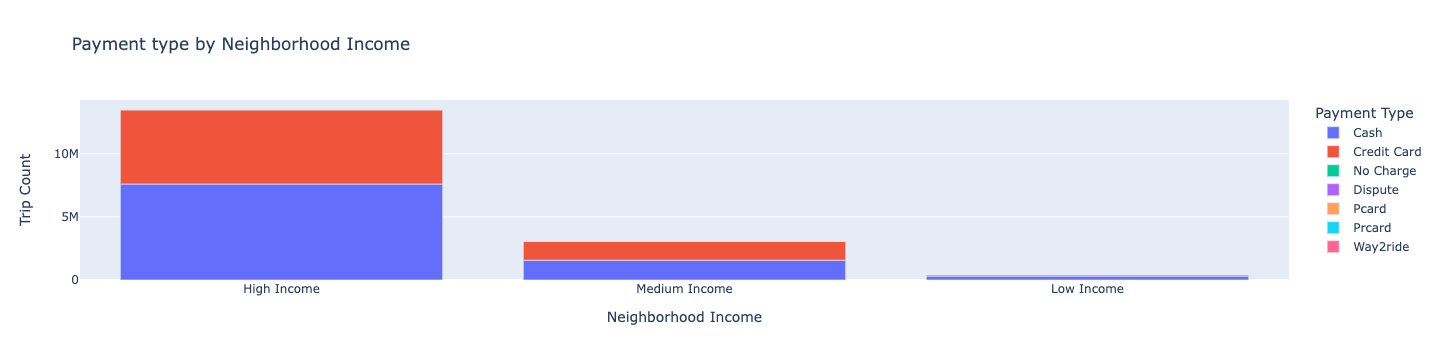 Payment type by Neighborhood Income
Trip Count
10M
5M
0
High Income
Medium Income
Low Income
Neighborhood Income
Payment Type
Cash
Credit Card
No Charge
Dispute
Pcard
Prcard
Way2ride